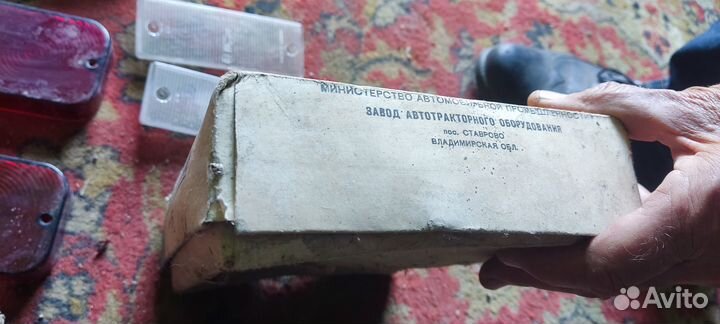 МИНИСТЕРСТВО АВТОМОБИЛЬНОЙ ПРОМЫШЛЕННОСТИ
ЗАВОД АВТОТРАКТОРНОГО ОБОРУДОВАНИЯ
пос. СТАВРОВО
ВЛАДИМИРСКАЯ ОБЛ.
Avito